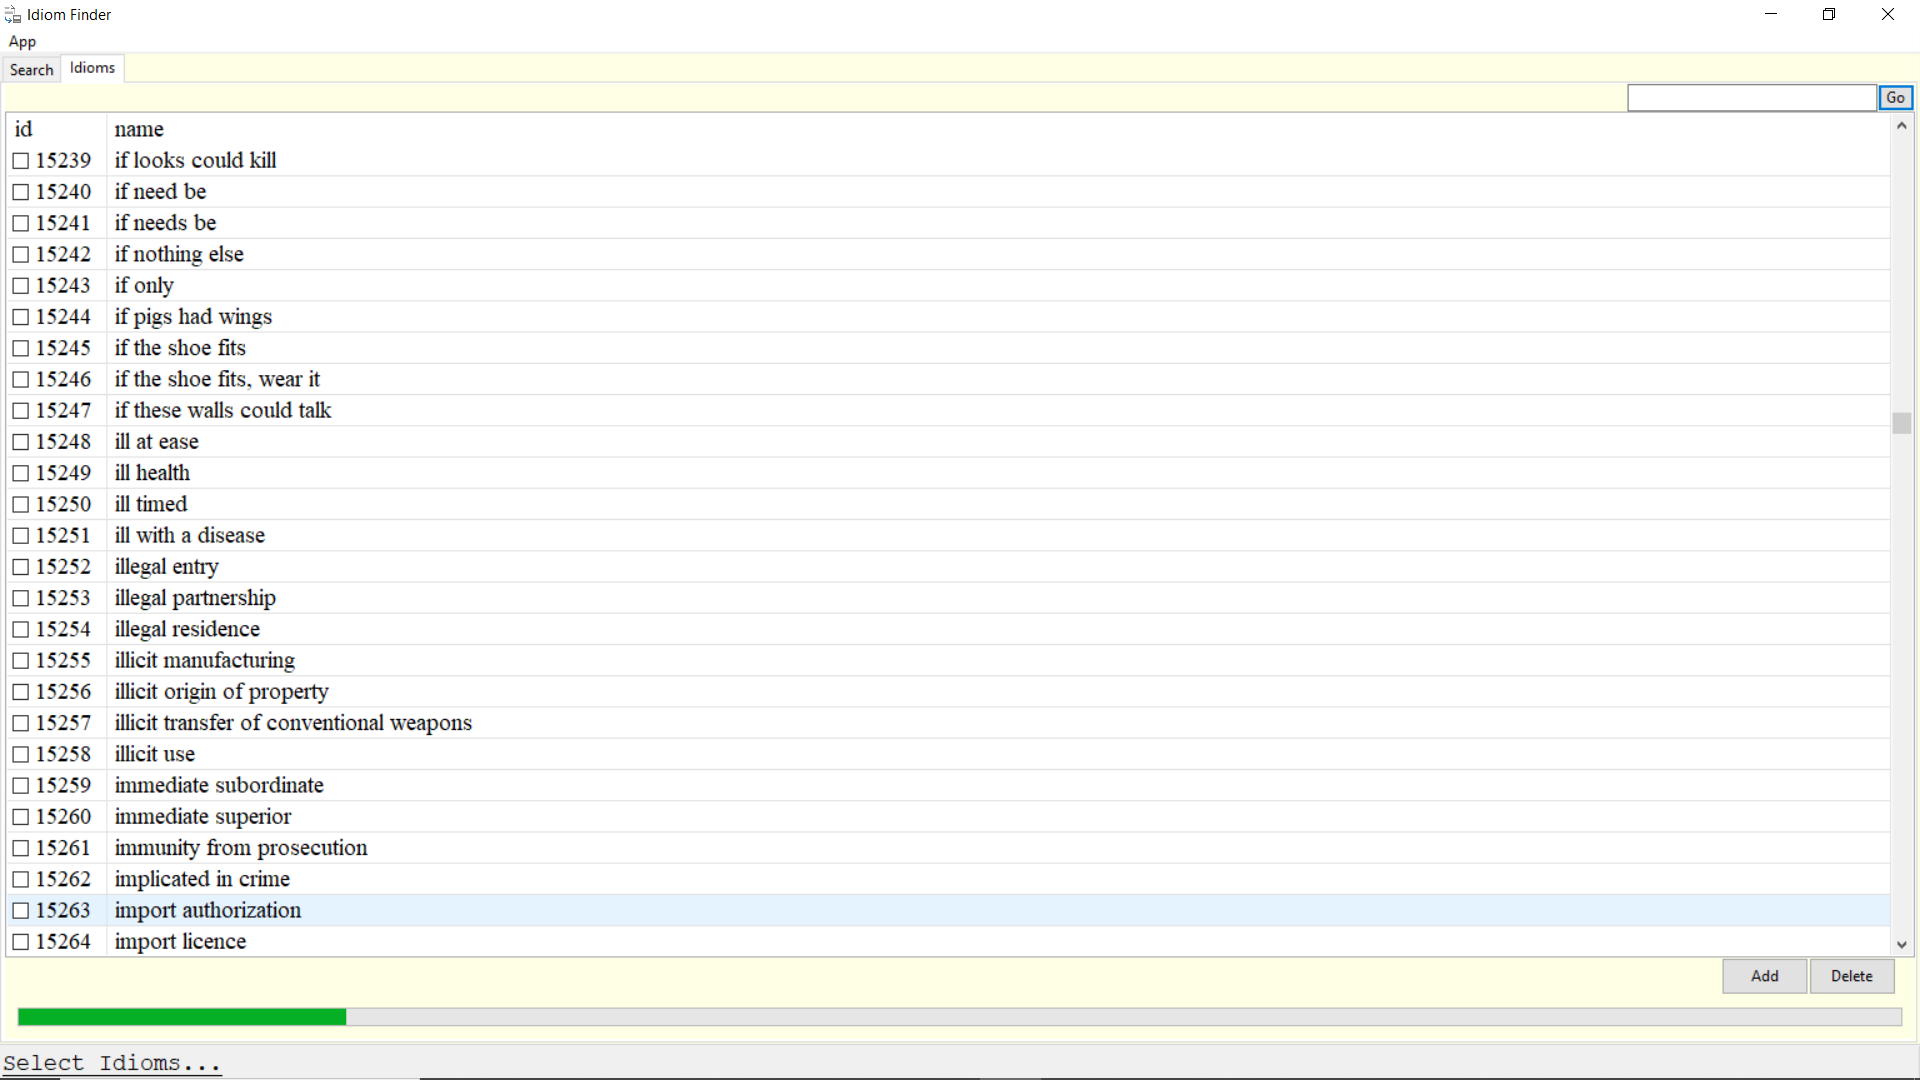 Idiom Finder
App
Search Idioms
Go
id name
15239 if looks could kill
15240 if need be
15241 if needs be
15242 if nothing else
15243 if only
15244 if pigs had wings
15245 if the shoe fits
15246 if the shoe fits, wear it
15247 if these walls could talk
15248 ill at ease
15249 ill health
15250 ill timed
15251 ill with a disease
15252 illegal entry
15253 illegal partnership
15254 illegal residence
15255 illicit manufacturing
15256 illicit origin of property
15257 illicit transfer of conventional weapons
15258 illicit use
15259 immediate subordinate
15260 immediate superior
15261 immunity from prosecution
15262 implicated in crime
15263 import authorization
15264 import licence
Add Delete
Select Idioms...